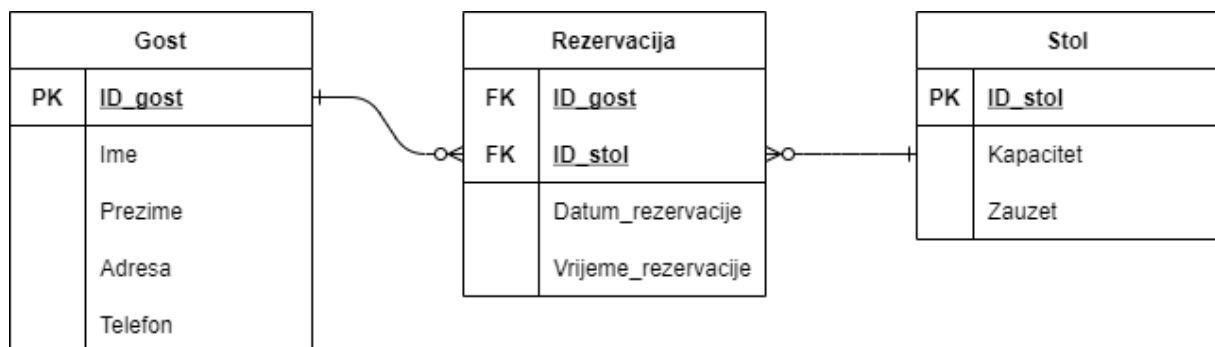 Gost
PK ID_gost
Ime
Prezime
Adresa
Telefon
Rezervacija
FK ID_gost
FK ID_stol
Datum_rezervacije
Vrijeme_rezervacije
Stol
PK ID_stol
Kapacitet
Zauzet